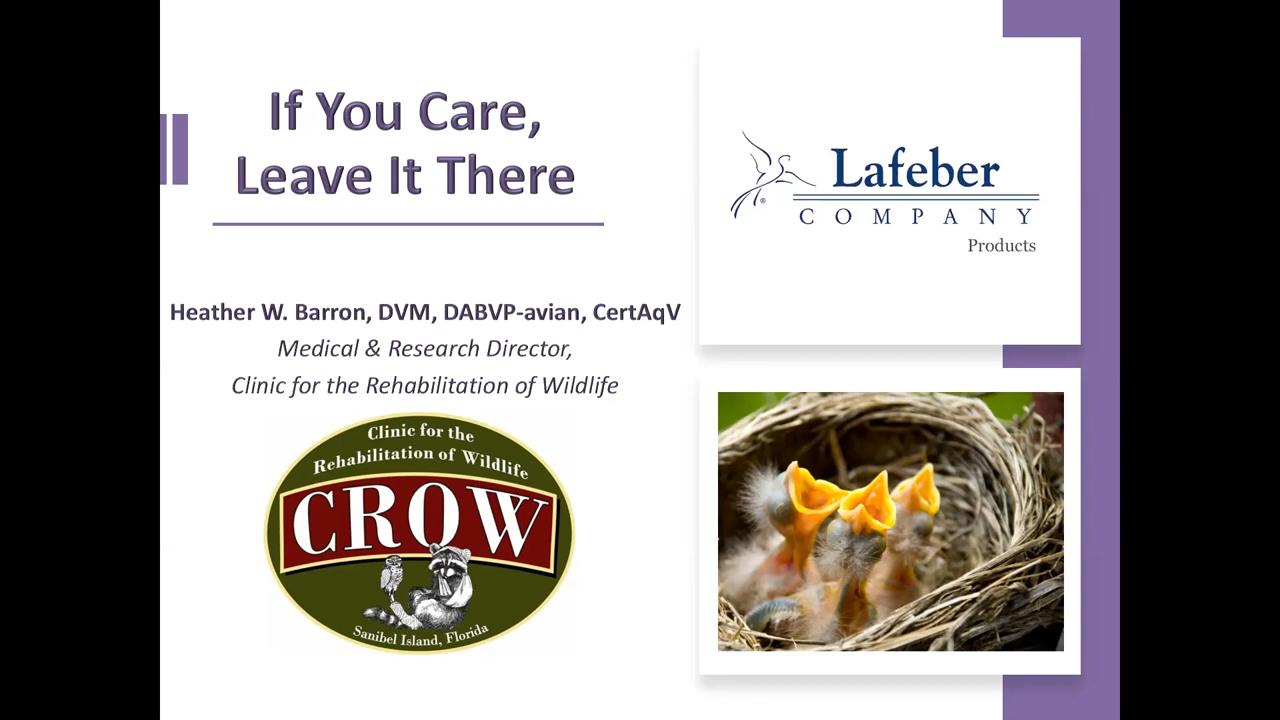 If You Care,
Leave It There
Heather W. Barron, DVM, DABVP-avian, CertAqV
Medical & Research Director,
Clinic for the Rehabilitation of Wildlife
Clinic for the
Rehabilitation of Wildlife
CROW
Sanibel Island, Florida
Lafeber
®
COMPANY
Products